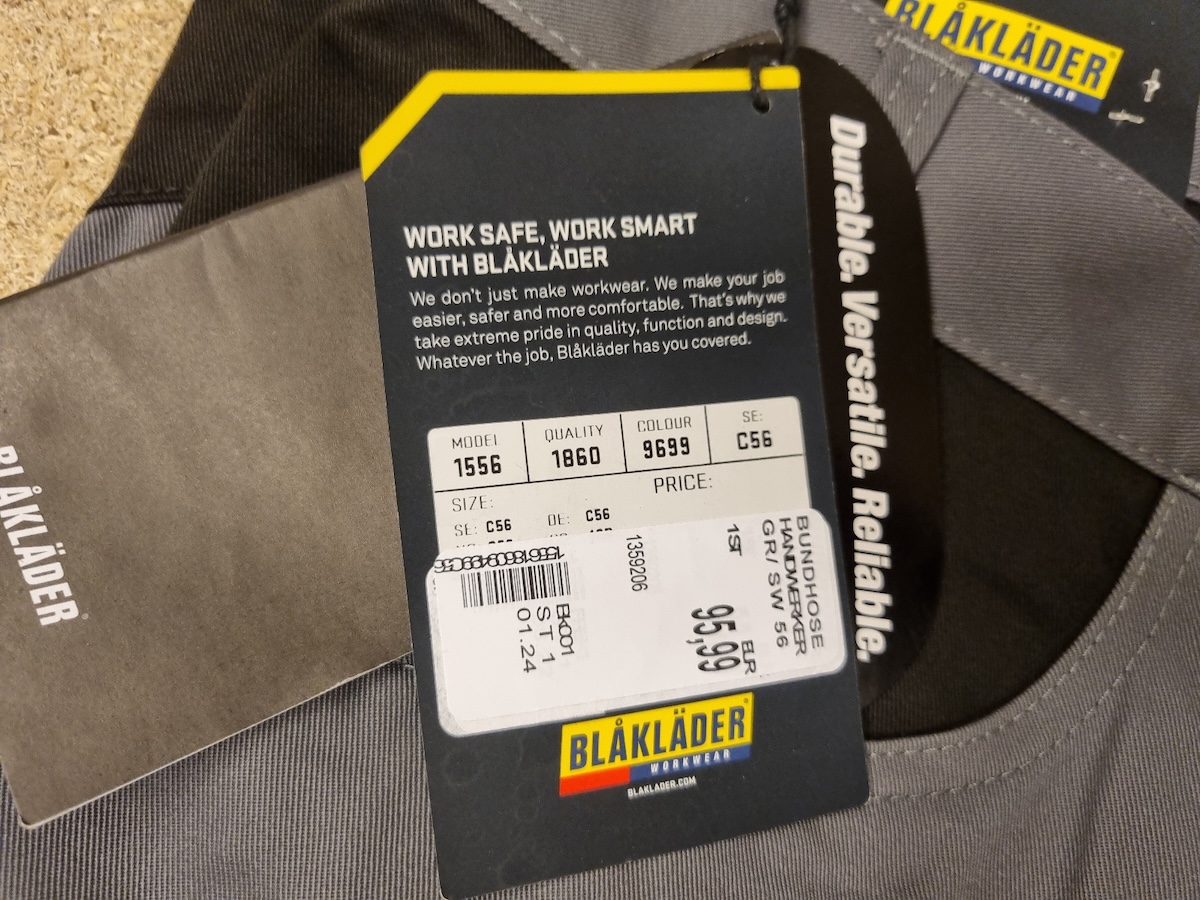 BLÅKLÄDER
WORKWEAR
Durable. Versatile. Reliable.
WORK SAFE, WORK SMART
WITH BLÅKLÄDER
We don't just make workwear. We make your job
easier, safer and more comfortable. That's why we
take extreme pride in quality, function and design.
Whatever the job, Blåkläder has you covered.
MODEL QUALITY COLOUR SE:
1556 1860 9699 C56
SIZE: PRICE:
SE: C56 DE: C56
BUNDHOSE
HANDWERKER
GR/ SW 56
EUR
95,99
1ST
1359206
BK001
ST 1
01.24
BLÅKLÄDER
WORKWEAR
BLAKLADER.COM
BLÅKLÄDER